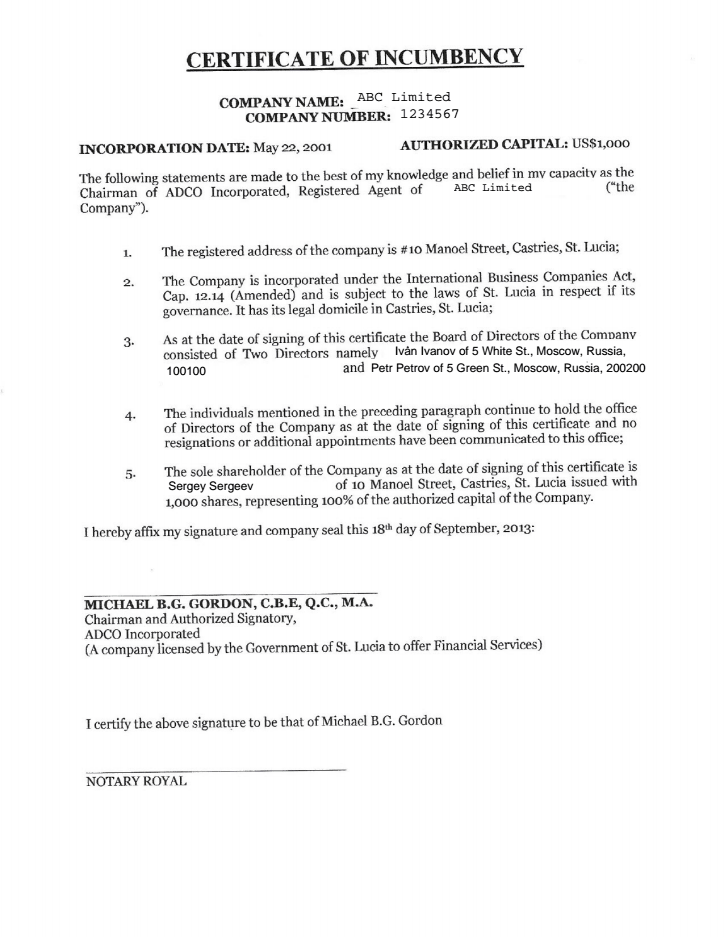 CERTIFICATE OF INCUMBENCY
COMPANY NAME: ABC Limited
COMPANY NUMBER: 1234567
INCORPORATION DATE: May 22, 2001 AUTHORIZED CAPITAL: US$1,000
The following statements are made to the best of my knowledge and belief in my capacity as the
Chairman of ADCO Incorporated, Registered Agent of ABC Limited ("the
Company").
1. The registered address of the company is #10 Manoel Street, Castries, St. Lucia;
2. The Company is incorporated under the International Business Companies Act,
Cap. 12.14 (Amended) and is subject to the laws of St. Lucia in respect if its
governance. It has its legal domicile in Castries, St. Lucia;
3. As at the date of signing of this certificate the Board of Directors of the Company
consisted of Two Directors namely Ivan Ivanov of 5 White St., Moscow, Russia,
100100 and Petr Petrov of 5 Green St., Moscow, Russia, 200200
4. The individuals mentioned in the preceding paragraph continue to hold the office
of Directors of the Company as at the date of signing of this certificate and no
resignations or additional appointments have been communicated to this office;
5. The sole shareholder of the Company as at the date of signing of this certificate is
Sergey Sergeev of 10 Manoel Street, Castries, St. Lucia issued with
1,000 shares, representing 100% of the authorized capital of the Company.
I hereby affix my signature and company seal this 18th day of September, 2013:
MICHAEL B.G. GORDON, C.B.E, Q.C., M.A.
Chairman and Authorized Signatory,
ADCO Incorporated
(A company licensed by the Government of St. Lucia to offer Financial Services)
I certify the above signature to be that of Michael B.G. Gordon
NOTARY ROYAL